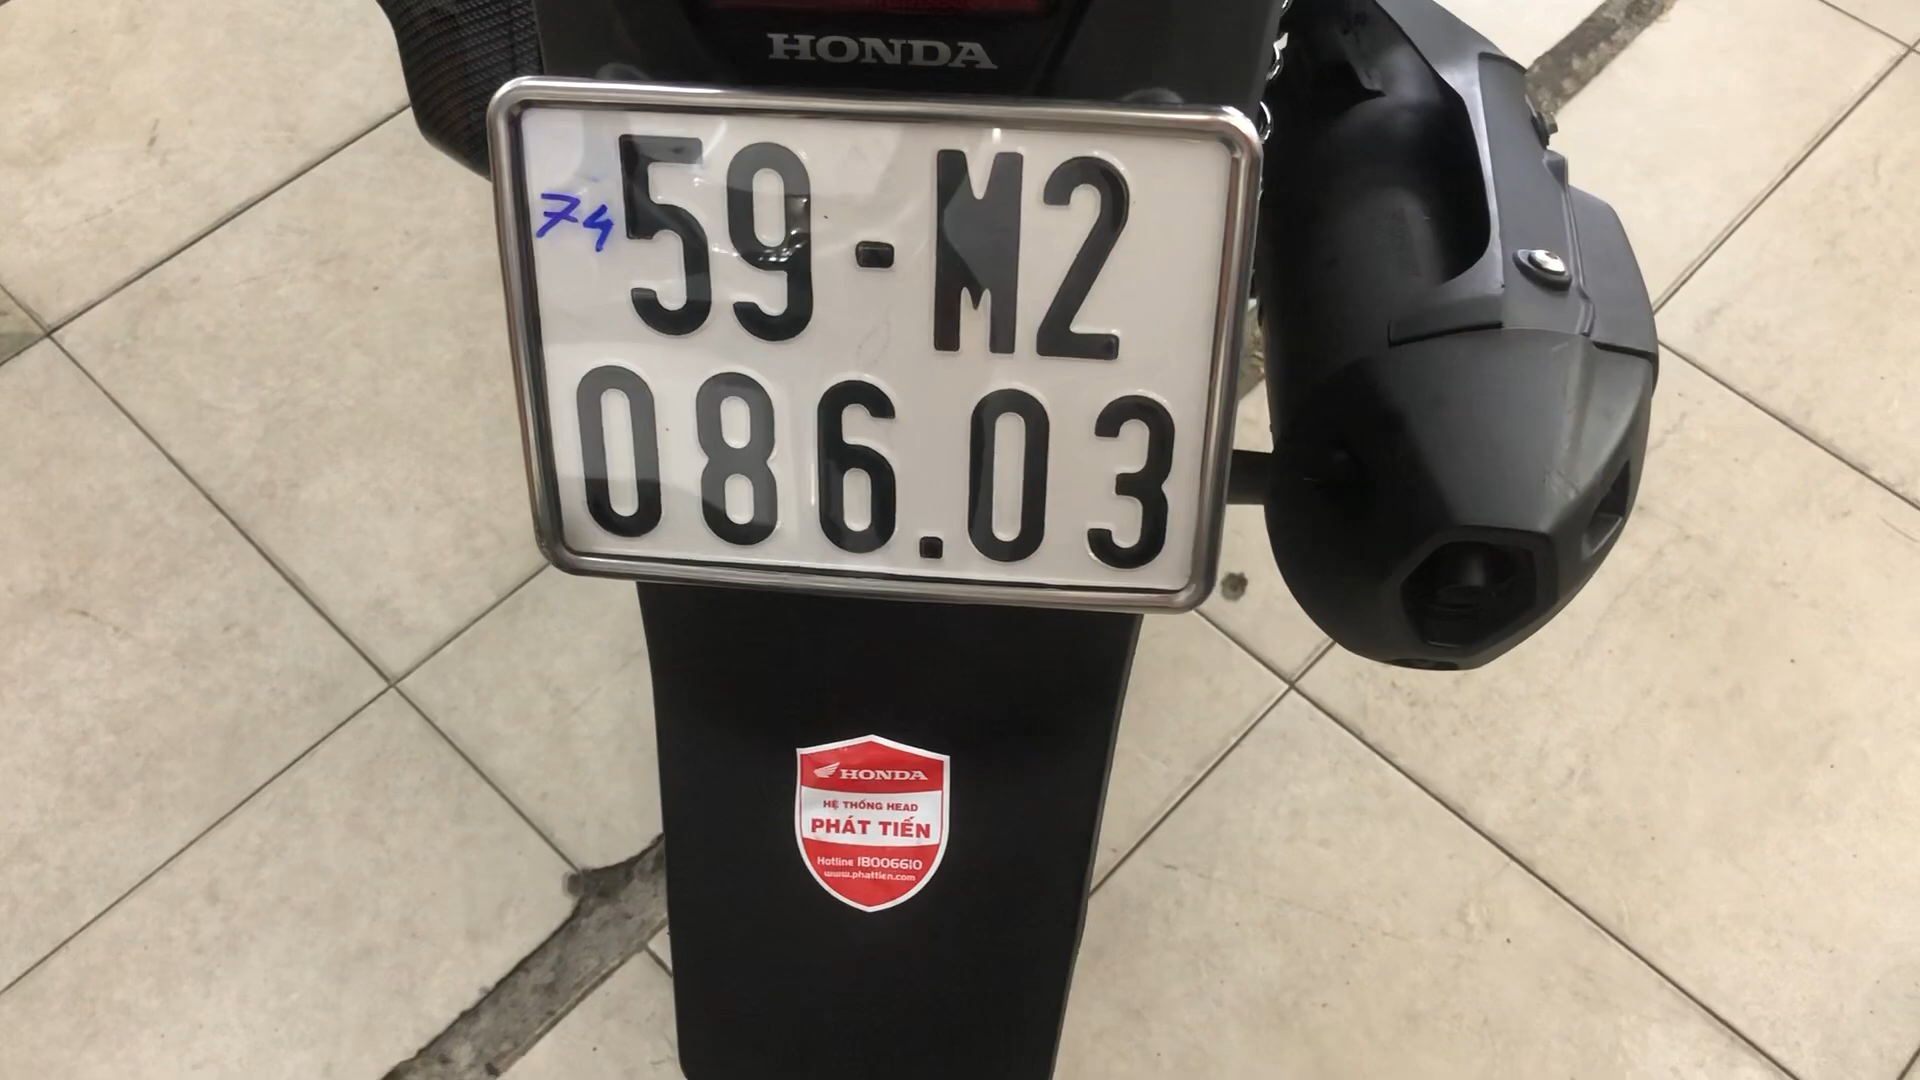 HONDA
74
59-M2
086.03
HONDA
HỆ THỐNG HEAD
PHÁT TIẾN
Hotline 18006610
www.phattien.com